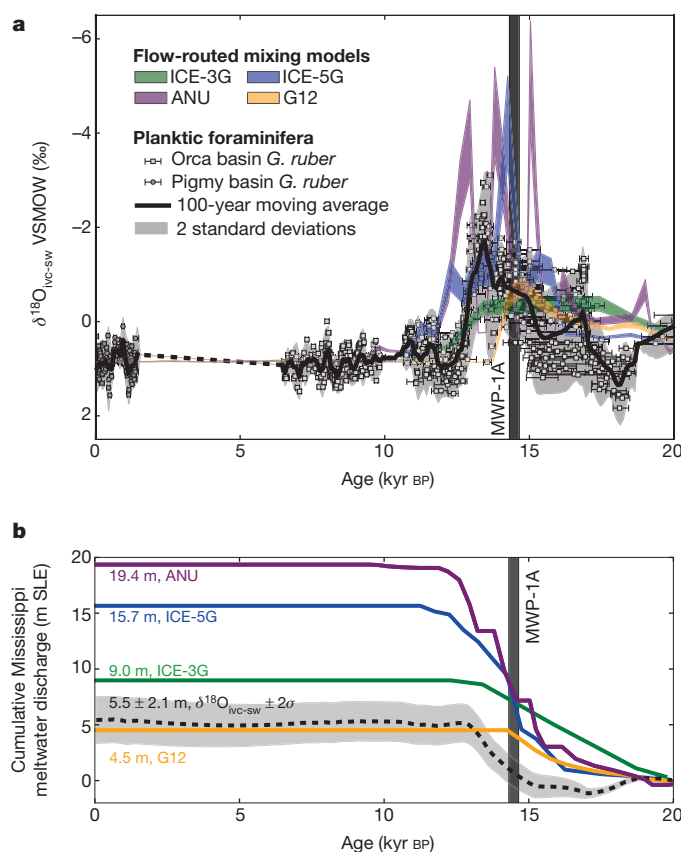 a
Flow-routed mixing models
ICE-3G ICE-5G
ANU G12
Planktic foraminifera
Orca basin G. ruber
Pigmy basin G. ruber
100-year moving average
2 standard deviations
δ¹⁸O_ivc-sw VSMOW (‰)
−6
−4
−2
0
2
MWP-1A
0 5 10 15 20
Age (kyr BP)
b
Cumulative Mississippi
meltwater discharge (m SLE)
20
15
10
5
0
19.4 m, ANU
15.7 m, ICE-5G
9.0 m, ICE-3G
5.5 ± 2.1 m, δ¹⁸O_ivc-sw ± 2σ
4.5 m, G12
MWP-1A
0 5 10 15 20
Age (kyr BP)